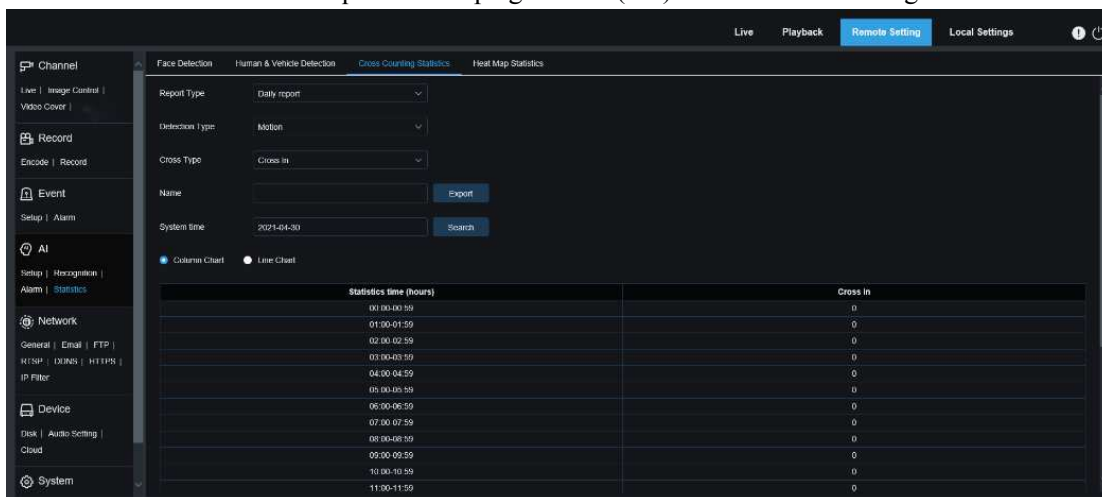 Live Playback Remote Setting Local Settings
Channel
Live | Image Control |
Video Cover |
Record
Encode | Record
Event
Setup | Alarm
AI
Setup | Recognition |
Alarm | Statistics
Network
General | Email | FTP |
RTSP | DDNS | HTTPS |
IP Filter
Device
Disk | Audio Setting |
Cloud
System
Face Detection Human & Vehicle Detection Cross Counting Statistics Heat Map Statistics
Report Type Daily report
Detection Type Motion
Cross Type Cross In
Name Export
System time 2021-04-30 Search
Column Chart Line Chart
Statistics time (hours) Cross In
00:00-00:59 0
01:00-01:59 0
02:00-02:59 0
03:00-03:59 0
04:00-04:59 0
05:00-05:59 0
06:00-06:59 0
07:00-07:59 0
08:00-08:59 0
09:00-09:59 0
10:00-10:59 0
11:00-11:59 0